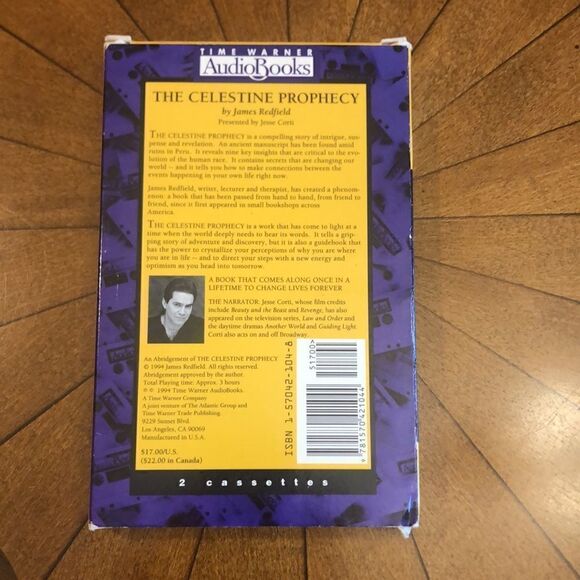 TIME WARNER
AudioBooks
THE CELESTINE PROPHECY
by James Redfield
Presented by Jesse Corti
THE CELESTINE PROPHECY is a compelling story of intrigue, sus-
pense and revelation. An ancient manuscript has been found amid
ruins in Peru. It reveals nine key insights that are critical to the evo-
lution of the human race. It contains secrets that are changing our
world – and it tells you how to make connections between the
events happening in your own life right now.
James Redfield, writer, lecturer and therapist, has created a phenom-
enon: a book that has been passed from hand to hand, from friend to
friend, since it first appeared in small bookshops across
America.
THE CELESTINE PROPHECY is a work that has come to light at a
time when the world deeply needs to hear its words. It tells a grip-
ping story of adventure and discovery, but it is also a guidebook that
has the power to crystallize your perceptions of why you are where
you are in life – and to direct your steps with a new energy and
optimism as you head into tomorrow.
A BOOK THAT COMES ALONG ONCE IN A
LIFETIME TO CHANGE LIVES FOREVER
THE NARRATOR: Jesse Corti, whose film credits
include Beauty and the Beast and Revenge, has also
appeared on the television series, Law and Order and
the daytime dramas Another World and Guiding Light.
Corti also acts on and off Broadway.
An Abridgement of THE CELESTINE PROPHECY
© 1994 James Redfield. All rights reserved.
Abridgement approved by the author.
Total Playing time: Approx. 3 hours
℗ © 1994 Time Warner AudioBooks.
A Time Warner Company
A joint venture of The Atlantic Group and
Time Warner Trade Publishing.
9229 Sunset Blvd.
Los Angeles, CA 90069
Manufactured in U.S.A.
$17.00/U.S.
($22.00 in Canada)
ISBN 1-57042-104-8
51700>
9 781570 421044
2 cassettes